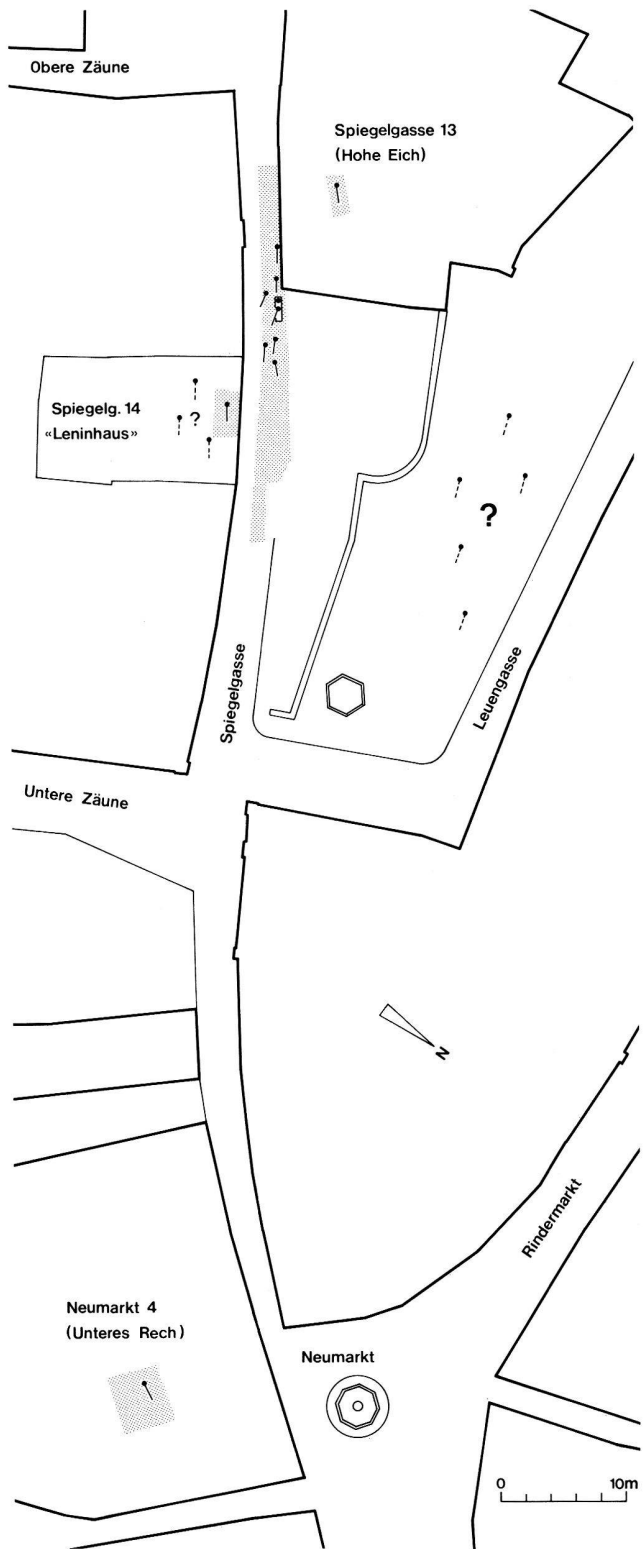 Obere Zäune
Spiegelgasse 13
(Hohe Eich)
Spiegelg. 14
«Leninhaus»
?
?
Spiegelgasse
Leuengasse
Untere Zäune
N
Rindermarkt
Neumarkt 4
(Unteres Rech)
Neumarkt
0 10m